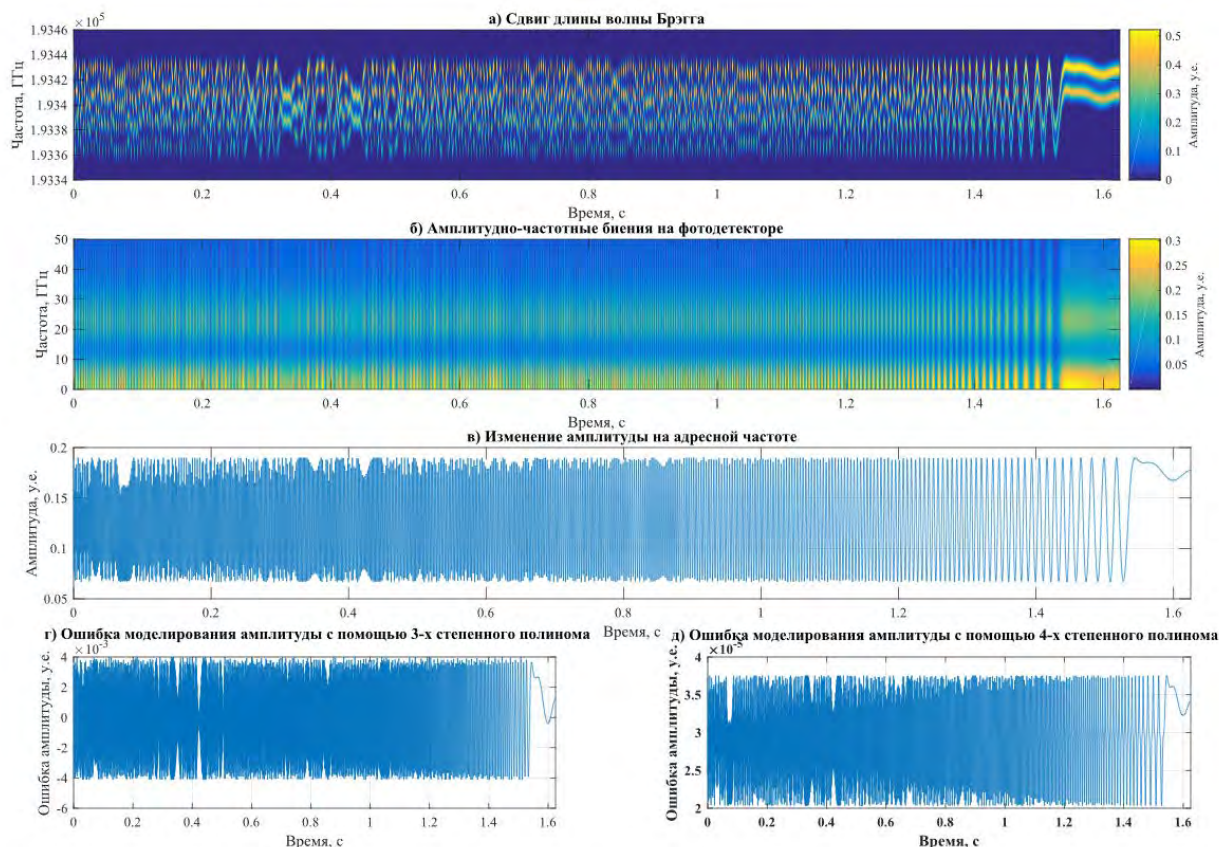 а) Сдвиг длины волны Брэгга
×10⁵
1.9346
1.9344
1.9342
1.934
1.9338
1.9336
1.9334
Частота, ГГц
0 0.2 0.4 0.6 0.8 1 1.2 1.4 1.6
Время, с
0.5
0.4
0.3
0.2
0.1
0
Амплитуда, у.е.
б) Амплитудно-частотные биения на фотодетекторе
50
40
30
20
10
0
Частота, ГГц
0 0.2 0.4 0.6 0.8 1 1.2 1.4 1.6
Время, с
0.3
0.25
0.2
0.15
0.1
0.05
Амплитуда, у.е.
в) Изменение амплитуды на адресной частоте
0.2
0.15
0.1
0.05
Амплитуда, у.е.
0 0.2 0.4 0.6 0.8 1 1.2 1.4 1.6
Время, с
г) Ошибка моделирования амплитуды с помощью 3-х степенного полинома
×10⁻³
4
2
0
-2
-4
-6
Ошибка амплитуды, у.е.
0 0.2 0.4 0.6 0.8 1 1.2 1.4 1.6
Время, с
д) Ошибка моделирования амплитуды с помощью 4-х степенного полинома
×10⁻⁵
4
3.5
3
2.5
2
Ошибка амплитуды, у.е.
0 0.2 0.4 0.6 0.8 1 1.2 1.4 1.6
Время, с